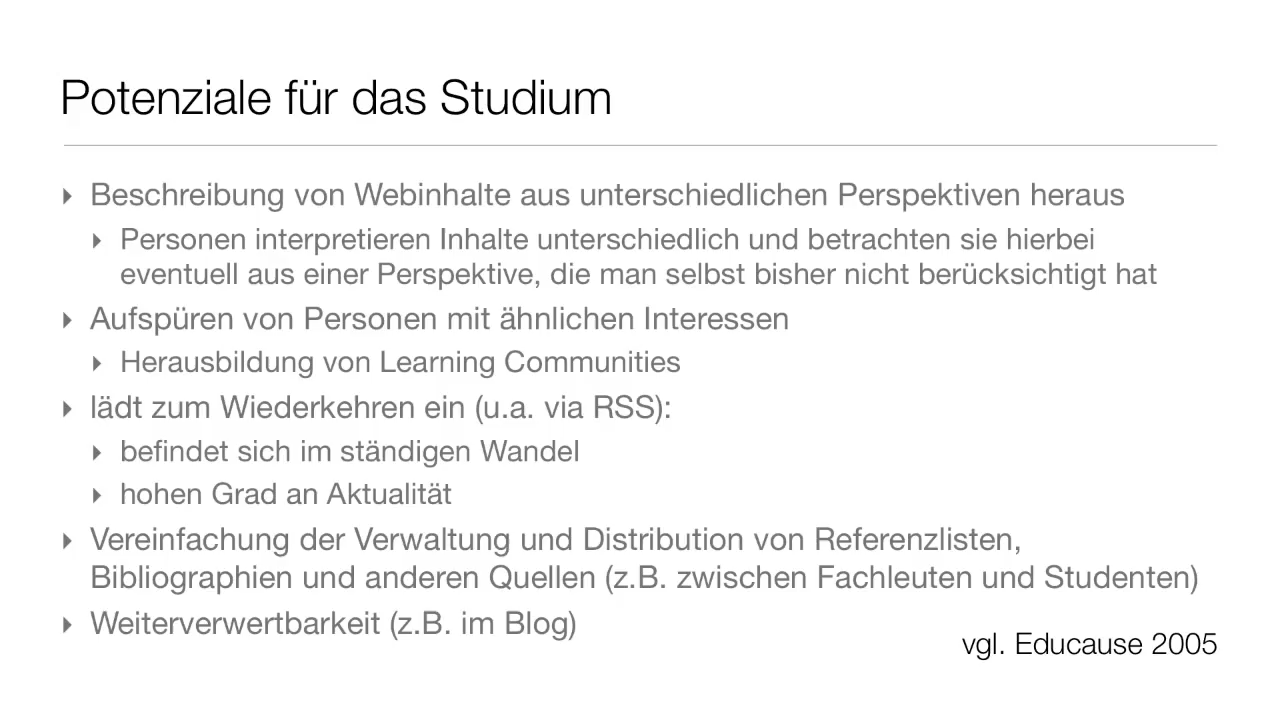 Potenziale für das Studium
‣ Beschreibung von Webinhalte aus unterschiedlichen Perspektiven heraus
‣ Personen interpretieren Inhalte unterschiedlich und betrachten sie hierbei
eventuell aus einer Perspektive, die man selbst bisher nicht berücksichtigt hat
‣ Aufspüren von Personen mit ähnlichen Interessen
‣ Herausbildung von Learning Communities
‣ lädt zum Wiederkehren ein (u.a. via RSS):
‣ befindet sich im ständigen Wandel
‣ hohen Grad an Aktualität
‣ Vereinfachung der Verwaltung und Distribution von Referenzlisten,
Bibliographien und anderen Quellen (z.B. zwischen Fachleuten und Studenten)
‣ Weiterverwertbarkeit (z.B. im Blog)
vgl. Educause 2005